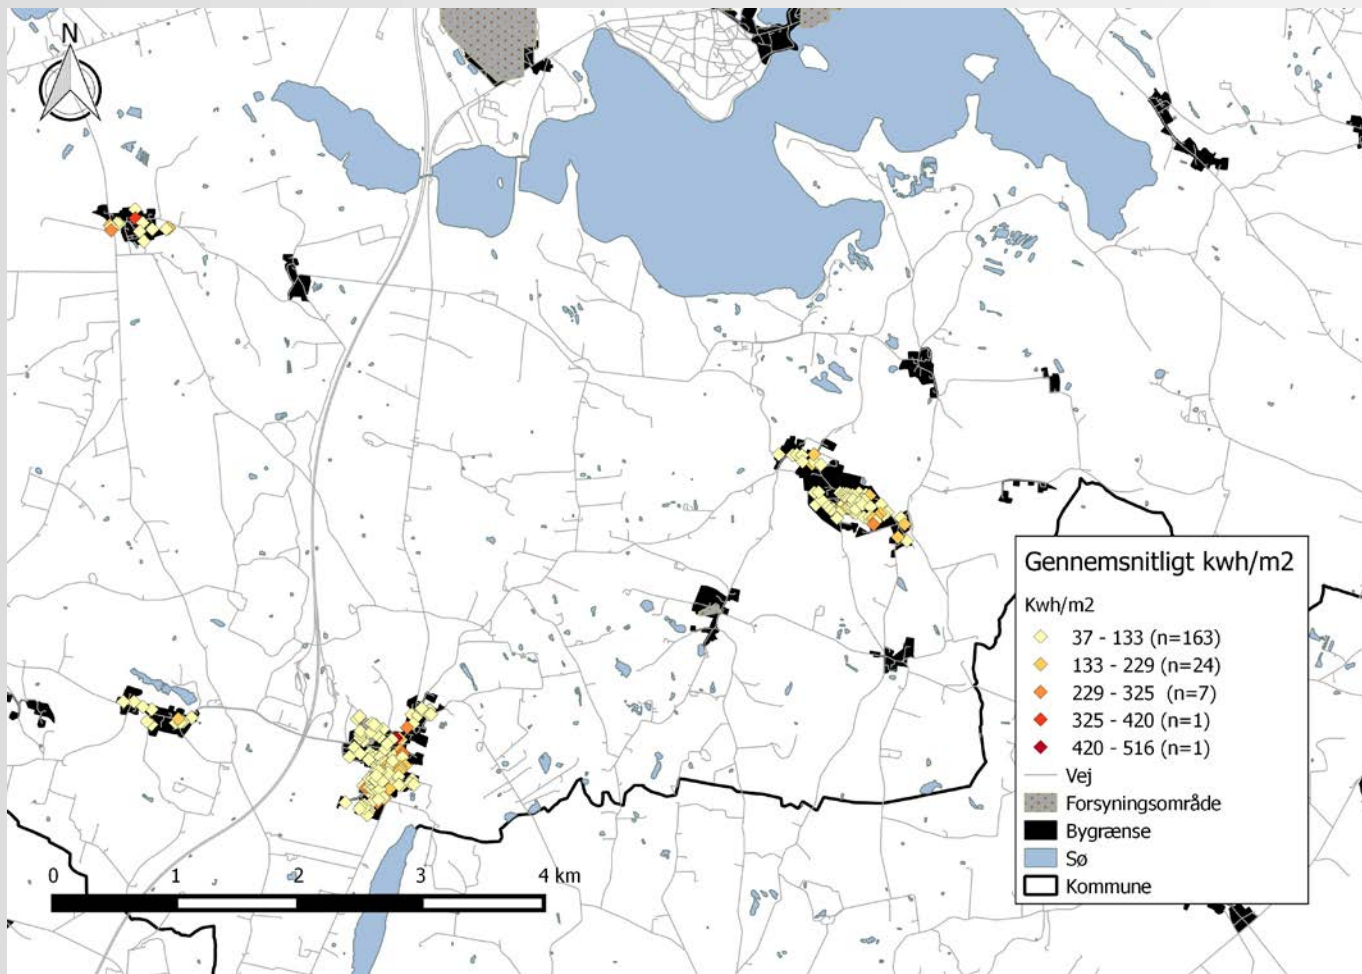 N
Gennemsnitligt kwh/m2
Kwh/m2
37 - 133 (n=163)
133 - 229 (n=24)
229 - 325 (n=7)
325 - 420 (n=1)
420 - 516 (n=1)
Vej
Forsyningsområde
Bygrænse
Sø
Kommune
0 1 2 3 4 km